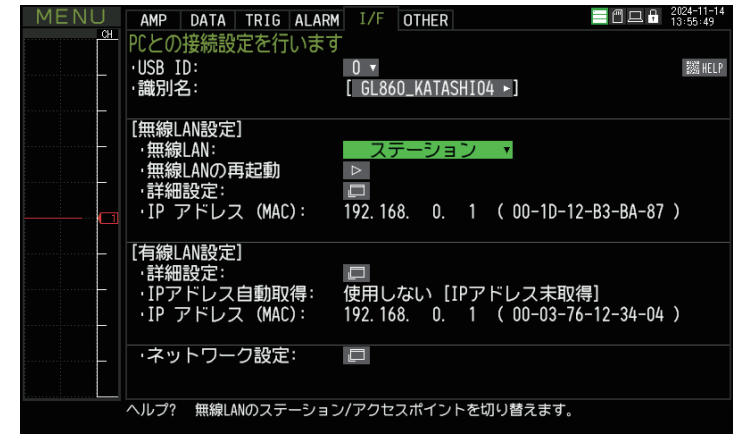 MENU AMP DATA TRIG ALARM I/F OTHER 2024-11-14
13:55:49
CH
PCとの接続設定を行います
・USB ID: 0 ▼ HELP
・識別名: [ GL860_KATASHI04 ▸]
[無線LAN設定]
・無線LAN: ステーション ▼
・無線LANの再起動 ▷
・詳細設定:
・IP アドレス (MAC): 192.168. 0. 1 ( 00-1D-12-B3-BA-87 )
1
[有線LAN設定]
・詳細設定:
・IPアドレス自動取得: 使用しない [IPアドレス未取得]
・IP アドレス (MAC): 192.168. 0. 1 ( 00-03-76-12-34-04 )
・ネットワーク設定:
ヘルプ? 無線LANのステーション/アクセスポイントを切り替えます。